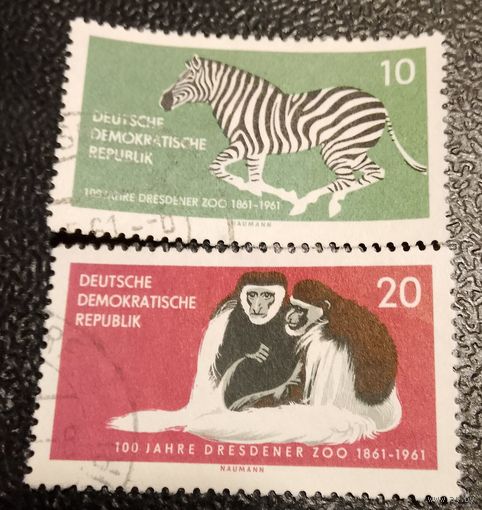 10
DEUTSCHE
DEMOKRATISCHE
REPUBLIK
100 JAHRE DRESDENER ZOO 1861-1961
NAUMANN
DEUTSCHE
DEMOKRATISCHE
REPUBLIK
20
100 JAHRE DRESDENER ZOO 1861-1961
NAUMANN